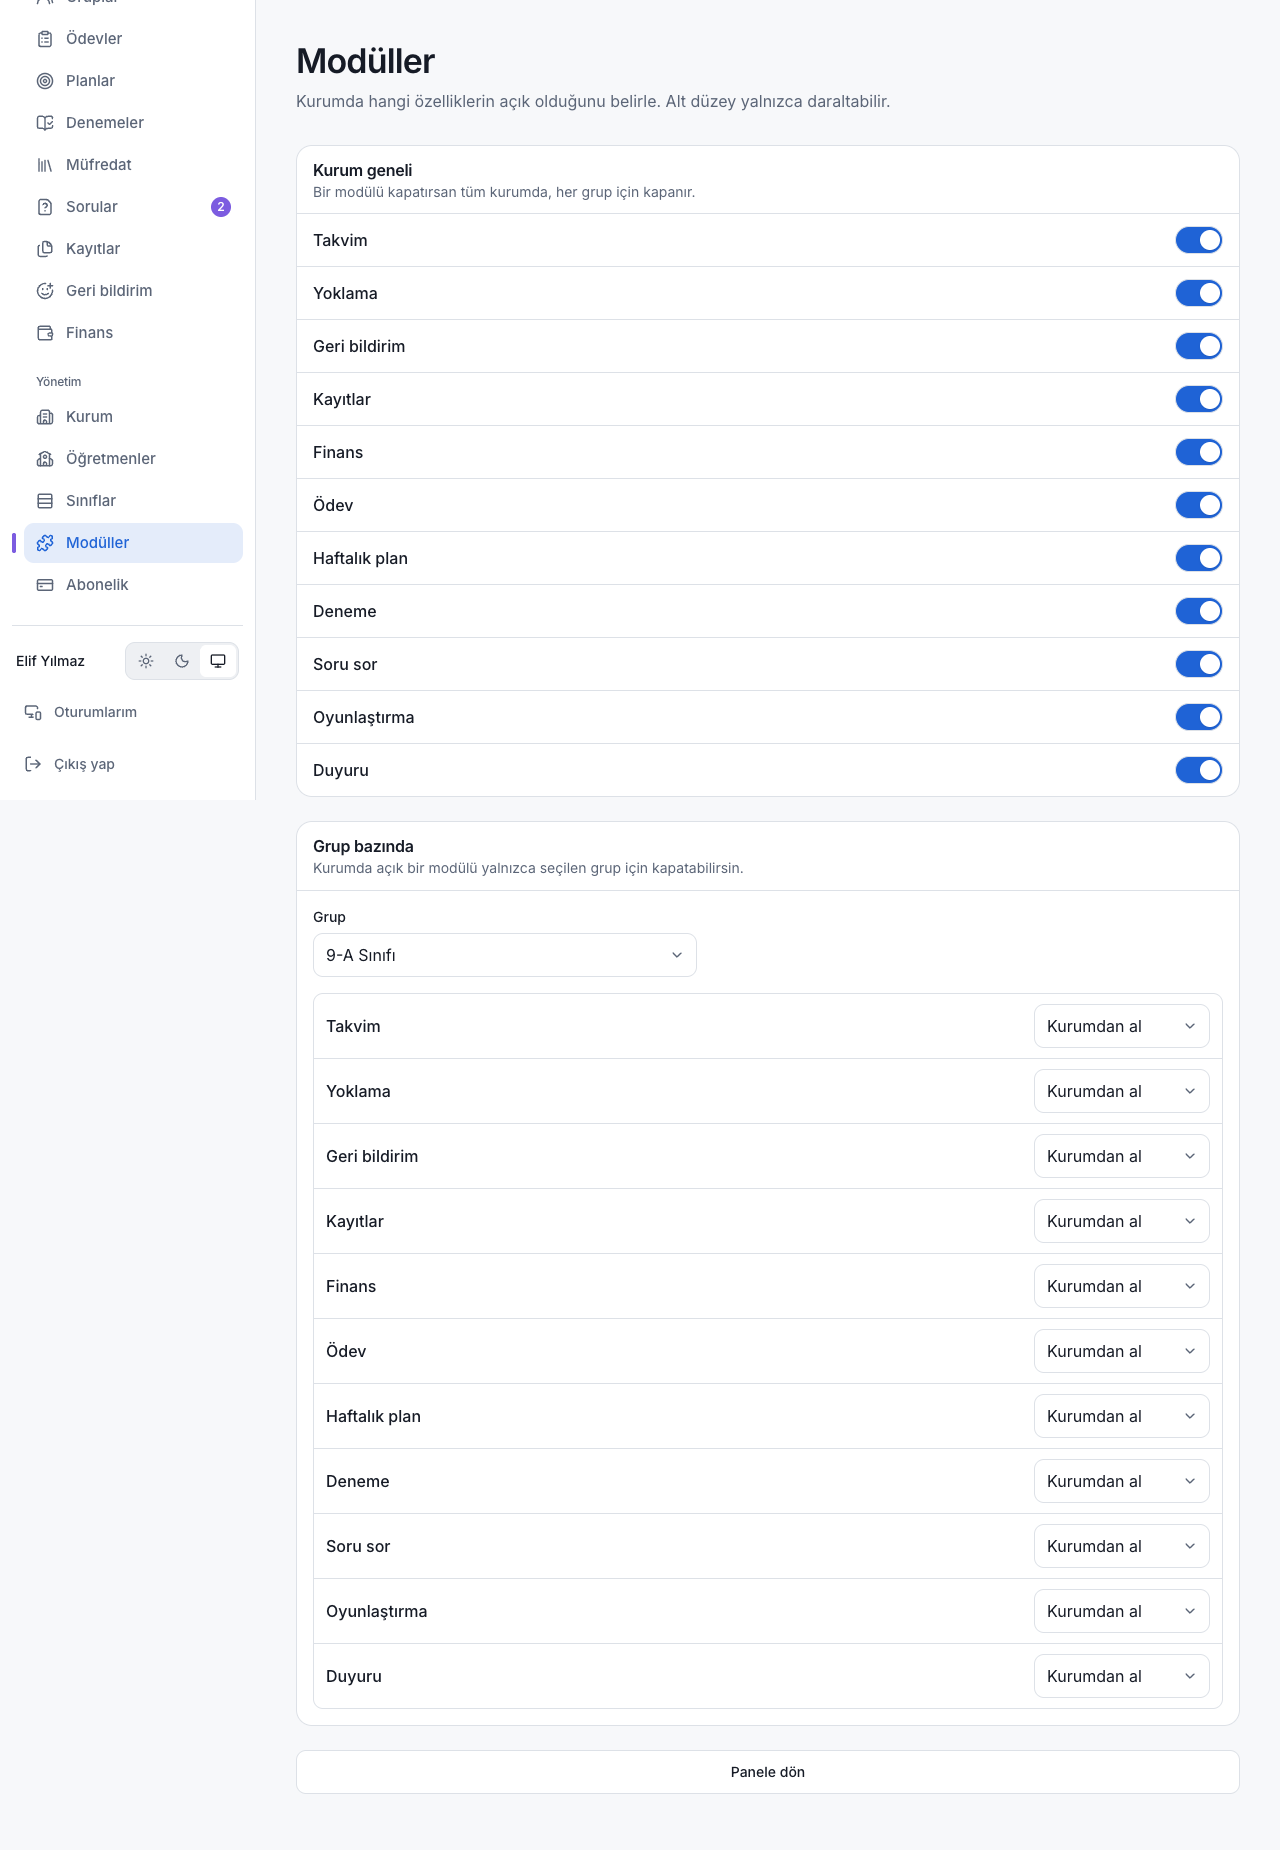 Gruplar
Ödevler
Planlar
Denemeler
Müfredat
Sorular 2
Kayıtlar
Geri bildirim
Finans
Yönetim
Kurum
Öğretmenler
Sınıflar
Modüller
Abonelik
Elif Yılmaz
Oturumlarım
Çıkış yap
Modüller
Kurumda hangi özelliklerin açık olduğunu belirle. Alt düzey yalnızca daraltabilir.
Kurum geneli
Bir modülü kapatırsan tüm kurumda, her grup için kapanır.
Takvim
Yoklama
Geri bildirim
Kayıtlar
Finans
Ödev
Haftalık plan
Deneme
Soru sor
Oyunlaştırma
Duyuru
Grup bazında
Kurumda açık bir modülü yalnızca seçilen grup için kapatabilirsin.
Grup
9-A Sınıfı
Takvim Kurumdan al
Yoklama Kurumdan al
Geri bildirim Kurumdan al
Kayıtlar Kurumdan al
Finans Kurumdan al
Ödev Kurumdan al
Haftalık plan Kurumdan al
Deneme Kurumdan al
Soru sor Kurumdan al
Oyunlaştırma Kurumdan al
Duyuru Kurumdan al
Panele dön